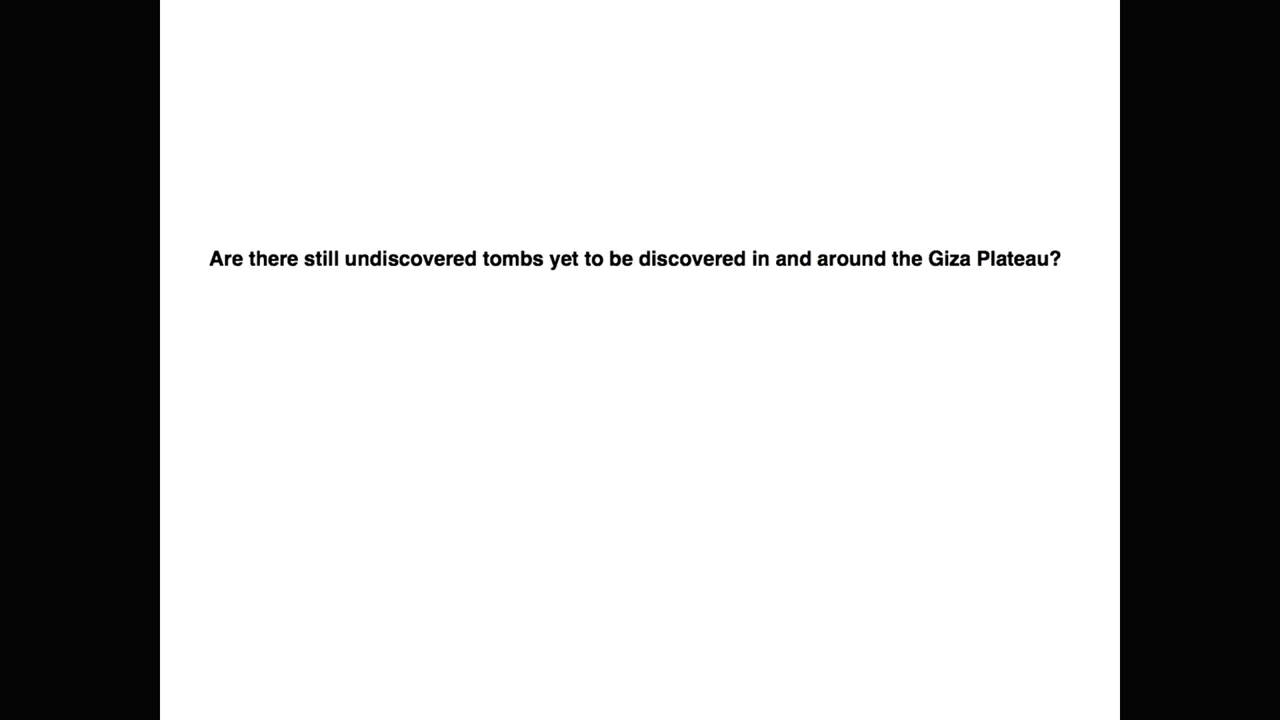 Are there still undiscovered tombs yet to be discovered in and around the Giza Plateau?